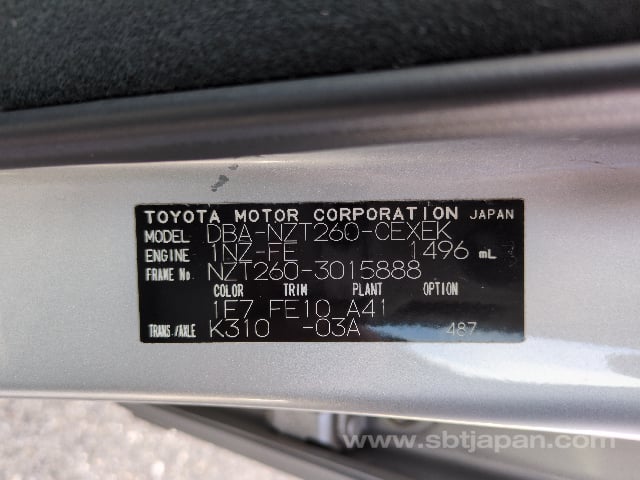 TOYOTA MOTOR CORPORATION JAPAN
MODEL DBA-NZT260-CEXEK
ENGINE 1NZ-FE 1496 mL
FRAME No. NZT260-3015888
COLOR TRIM PLANT OPTION
1E7 FE10 A41
TRANS./AXLE K310 -03A 487
www.sbtjapan.com